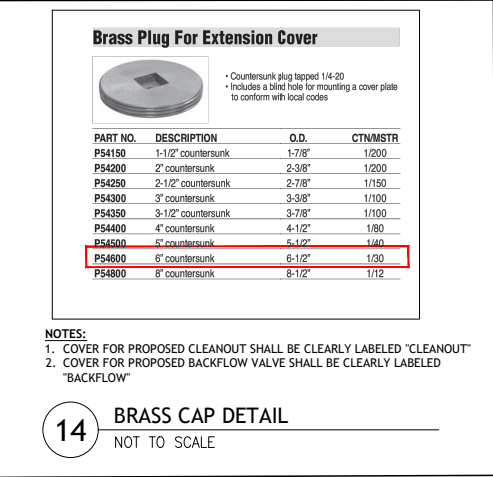 Brass Plug For Extension Cover
• Countersunk plug tapped 1/4-20
• Includes a blind hole for mounting a cover plate
to conform with local codes
PART NO. DESCRIPTION O.D. CTN/MSTR
P54150 1-1/2" countersunk 1-7/8" 1/200
P54200 2" countersunk 2-3/8" 1/200
P54250 2-1/2" countersunk 2-7/8" 1/150
P54300 3" countersunk 3-3/8" 1/100
P54350 3-1/2" countersunk 3-7/8" 1/100
P54400 4" countersunk 4-1/2" 1/80
P54500 5" countersunk 5-1/2" 1/40
P54600 6" countersunk 6-1/2" 1/30
P54800 8" countersunk 8-1/2" 1/12
NOTES:
1. COVER FOR PROPOSED CLEANOUT SHALL BE CLEARLY LABELED "CLEANOUT"
2. COVER FOR PROPOSED BACKFLOW VALVE SHALL BE CLEARLY LABELED
"BACKFLOW"
14 BRASS CAP DETAIL
NOT TO SCALE